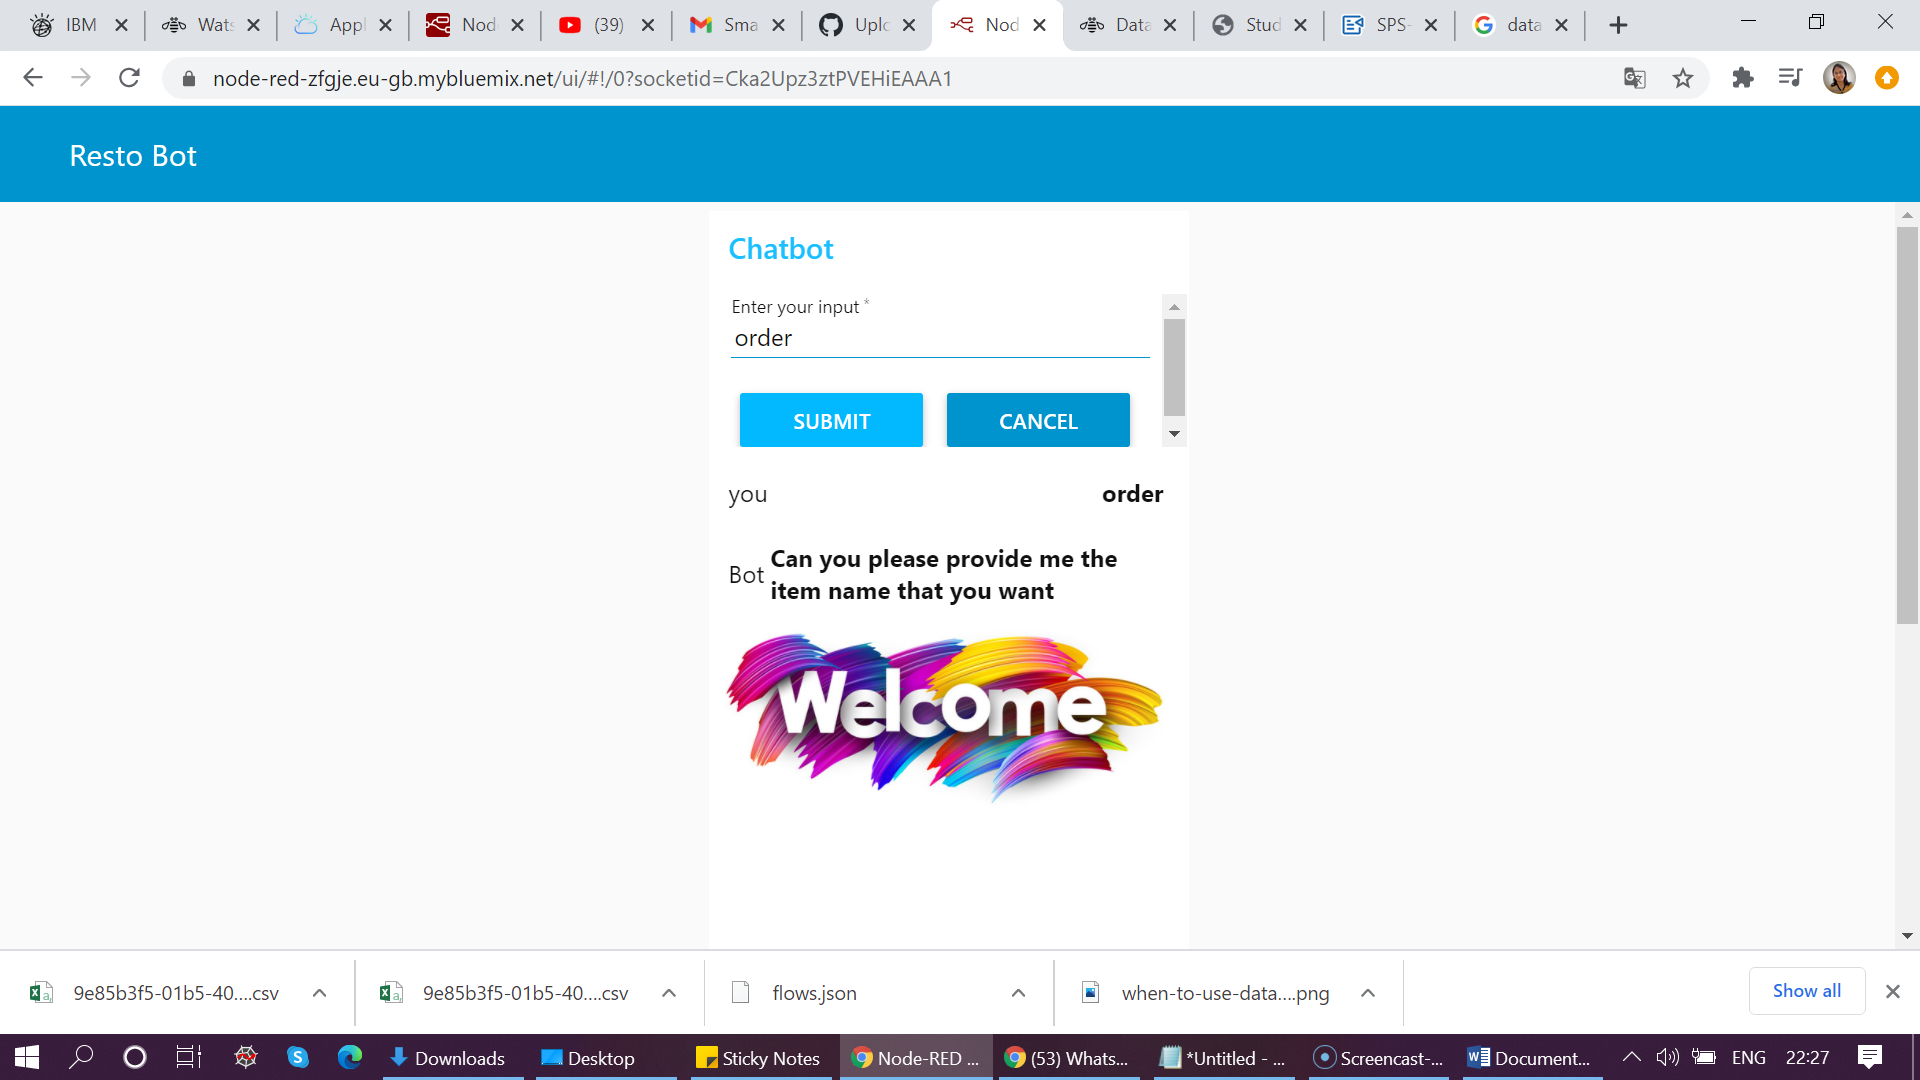 IBM
Wats
Appl
Node
(39)
Sma
Uplo
Nod
Data
Stud
SPS-
data
node-red-zfgje.eu-gb.mybluemix.net/ui/#!/0?socketid=Cka2Upz3ztPVEHiEAAA1
Resto Bot
Chatbot
Enter your input *
order
SUBMIT CANCEL
you order
Bot Can you please provide me the
item name that you want
Welcome
9e85b3f5-01b5-40....csv
9e85b3f5-01b5-40....csv
flows.json
when-to-use-data....png
Show all
Downloads
Desktop
Sticky Notes
Node-RED ...
(53) Whats...
*Untitled - ...
Screencast-...
Document...
ENG
22:27